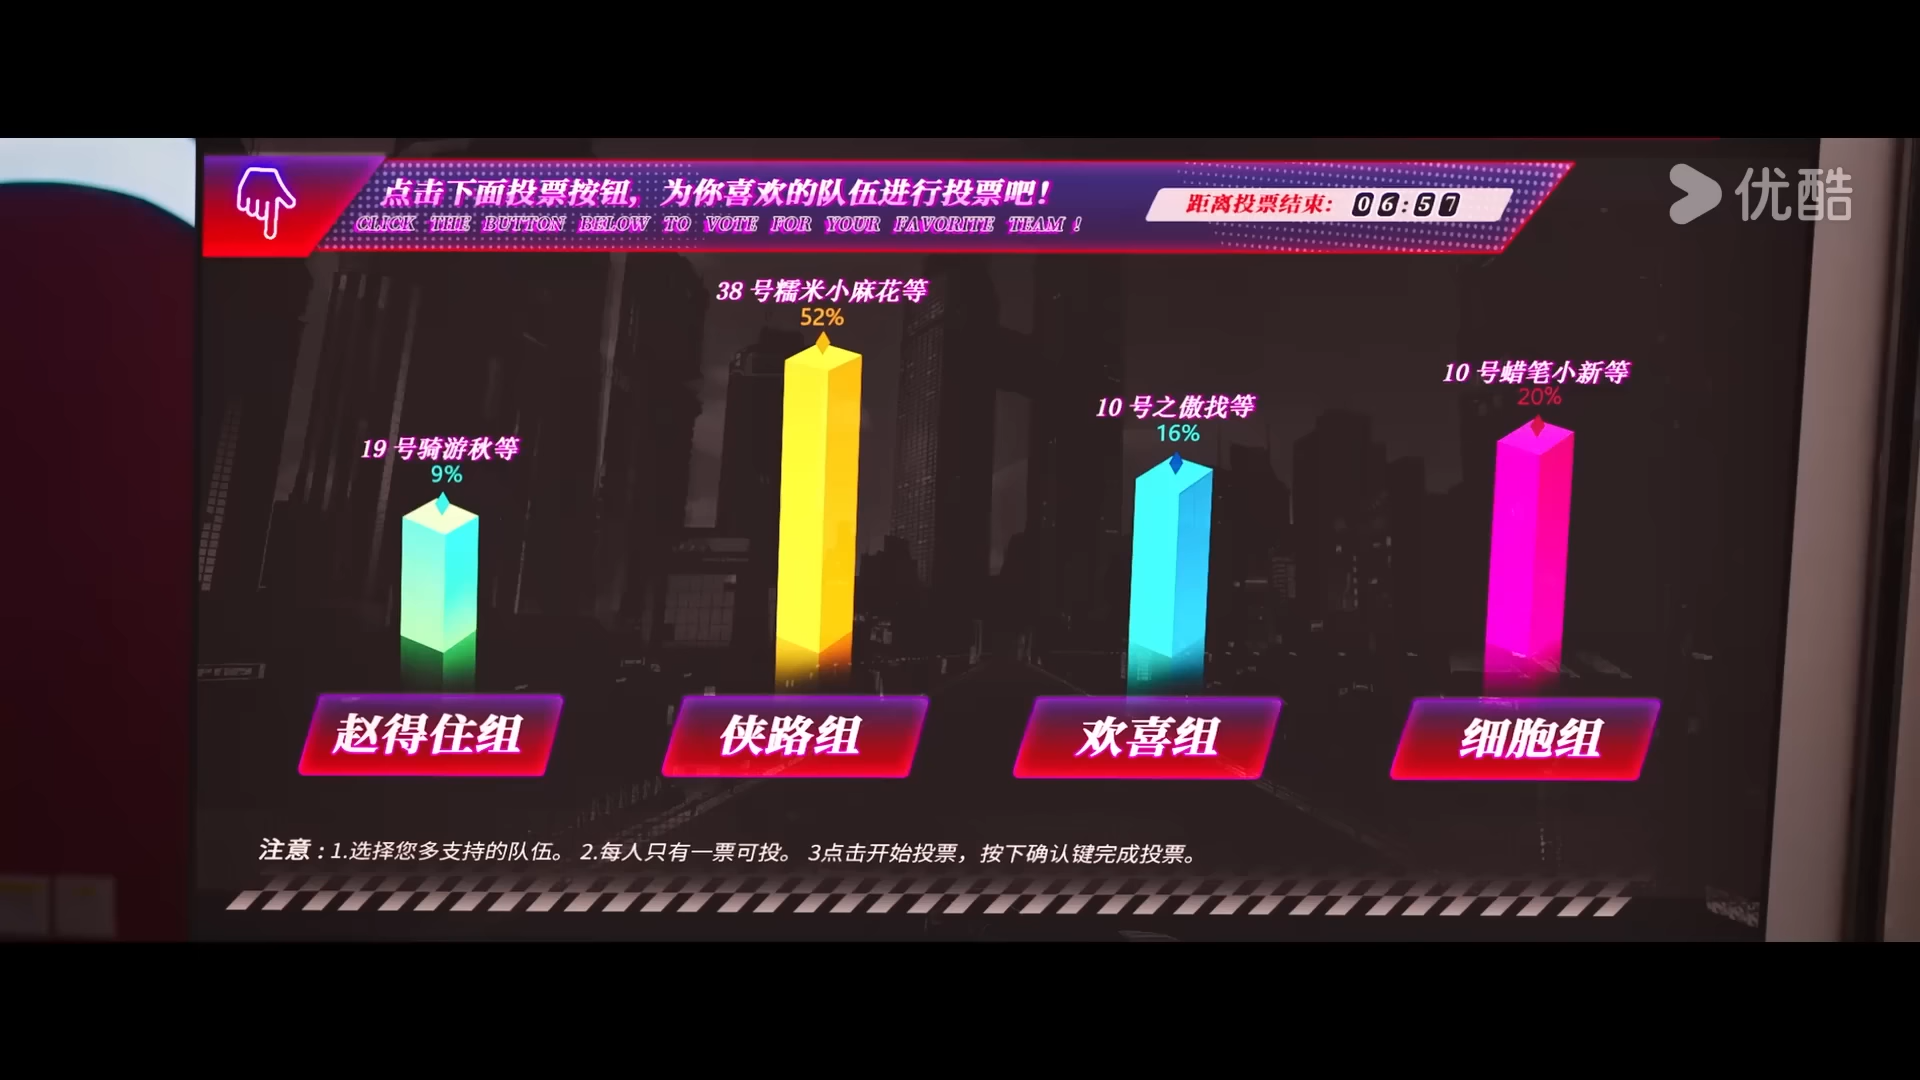 点击下面投票按钮，为你喜欢的队伍进行投票吧！
CLICK THE BUTTON BELOW TO VOTE FOR YOUR FAVORITE TEAM !
距离投票结束: 06:57
优酷
38 号糯米小麻花等
52%
10 号蜡笔小新等
20%
10 号之傲找等
16%
19 号骑游秋等
9%
赵得住组
侠路组
欢喜组
细胞组
注意 : 1.选择您多支持的队伍。 2.每人只有一票可投。 3点击开始投票，按下确认键完成投票。